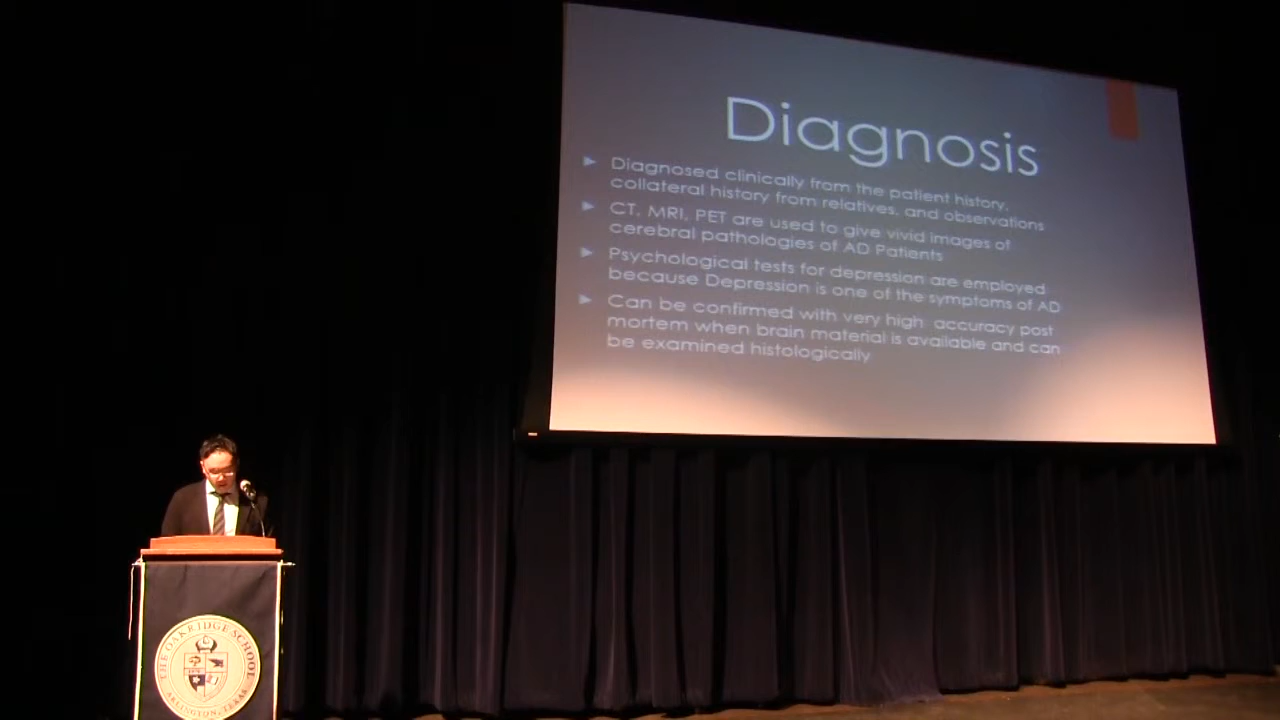 Diagnosis
Diagnosed clinically from the patient history,
collateral history from relatives, and observations
CT, MRI, PET are used to give vivid images of
cerebral pathologies of AD Patients
Psychological tests for depression are employed
because Depression is one of the symptoms of AD
Can be confirmed with very high accuracy post
mortem when brain material is available and can
be examined histologically
THE OAKRIDGE SCHOOL
ARLINGTON, TEXAS